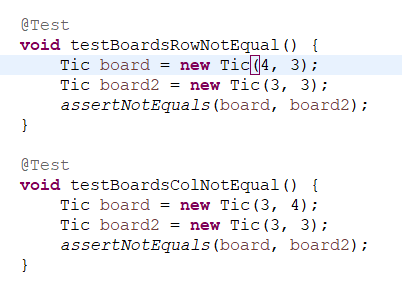 @Test
void testBoardsRowNotEqual() {
    Tic board = new Tic(4, 3);
    Tic board2 = new Tic(3, 3);
    assertNotEquals(board, board2);
}

@Test
void testBoardsColNotEqual() {
    Tic board = new Tic(3, 4);
    Tic board2 = new Tic(3, 3);
    assertNotEquals(board, board2);
}